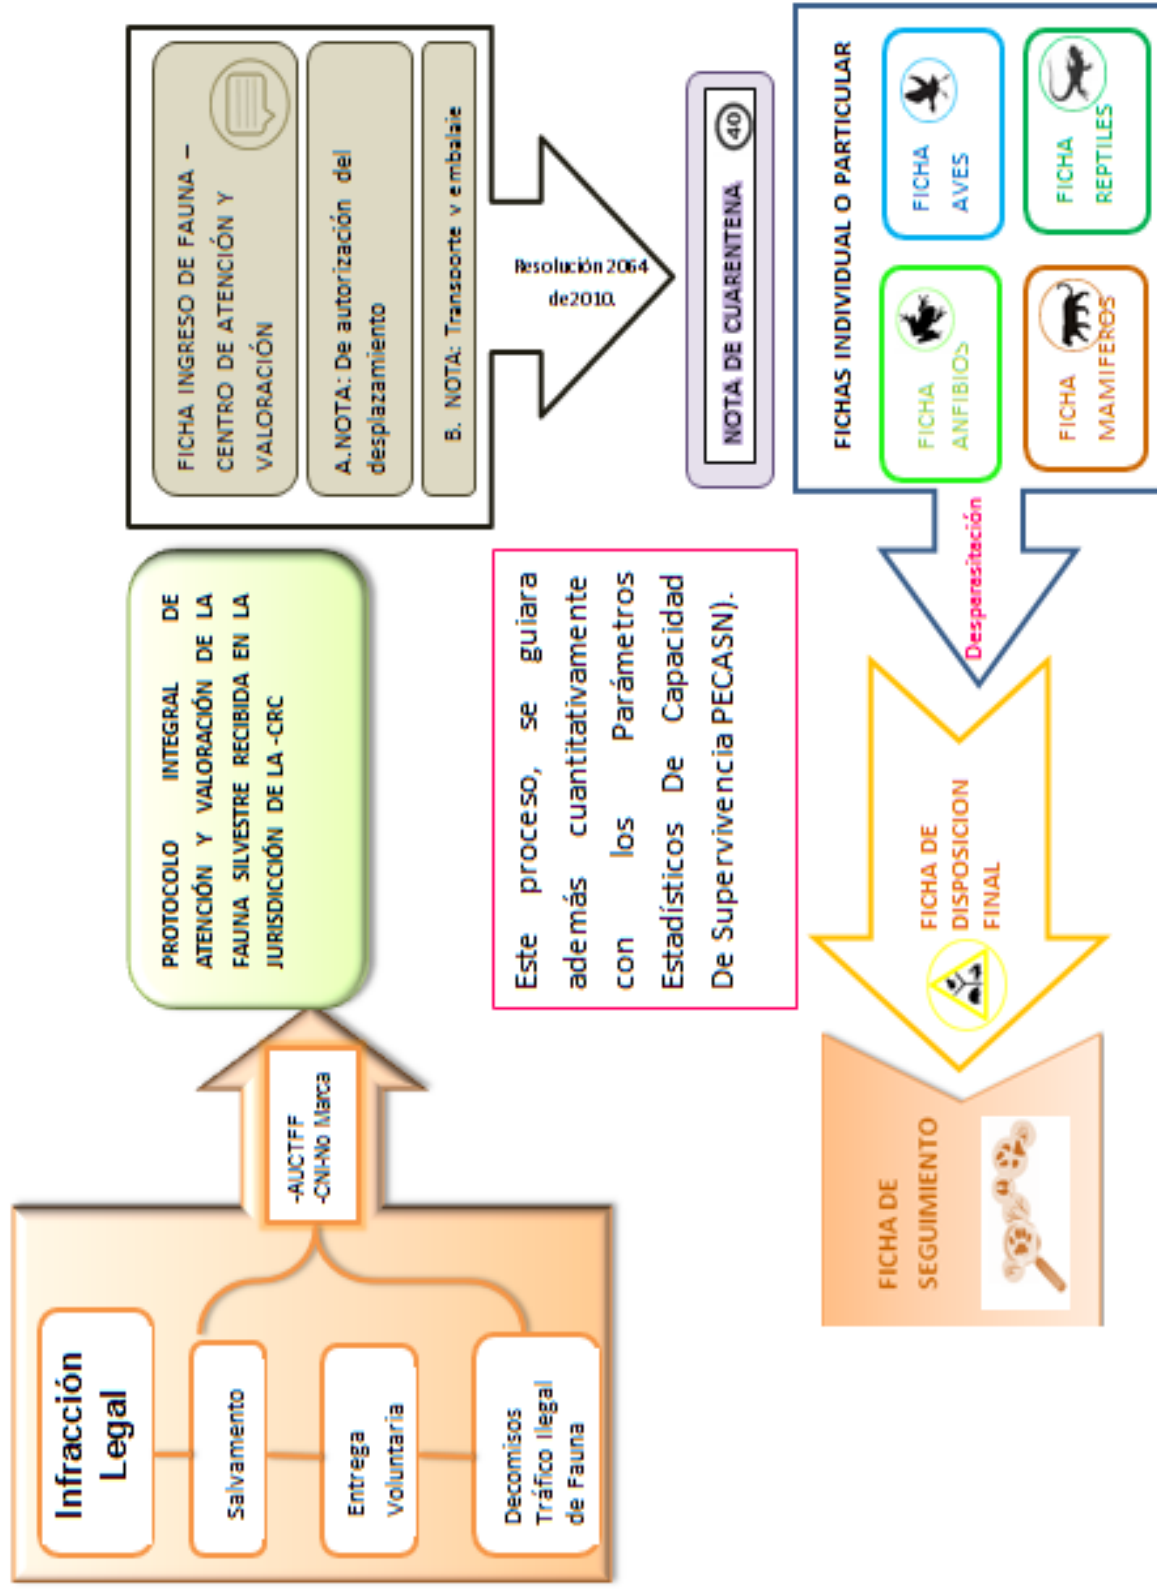 Infracción
Legal
Salvamento
Entrega
Voluntaria
Decomisos
Tráfico Ilegal
de Fauna
-AUCTFF
-CNI-No Marca
PROTOCOLO INTEGRAL DE
ATENCIÓN Y VALORACIÓN DE LA
FAUNA SILVESTRE RECIBIDA EN LA
JURISDICCIÓN DE LA -CRC
FICHA INGRESO DE FAUNA –
CENTRO DE ATENCIÓN Y
VALORACIÓN
A.NOTA: De autorización del
desplazamiento
B. NOTA: Transporte y embalaje
Resolución 2064
de2010.
NOTA DE CUARENTENA
40
Este proceso, se guiara
además cuantitativamente
con los Parámetros
Estadísticos De Capacidad
De Supervivencia PECASN).
FICHAS INDIVIDUAL O PARTICULAR
FICHA
ANFIBIOS
FICHA
AVES
FICHA
MAMIFEROS
FICHA
REPTILES
Desparasitación
FICHA DE
DISPOSICION
FINAL
FICHA DE
SEGUIMIENTO